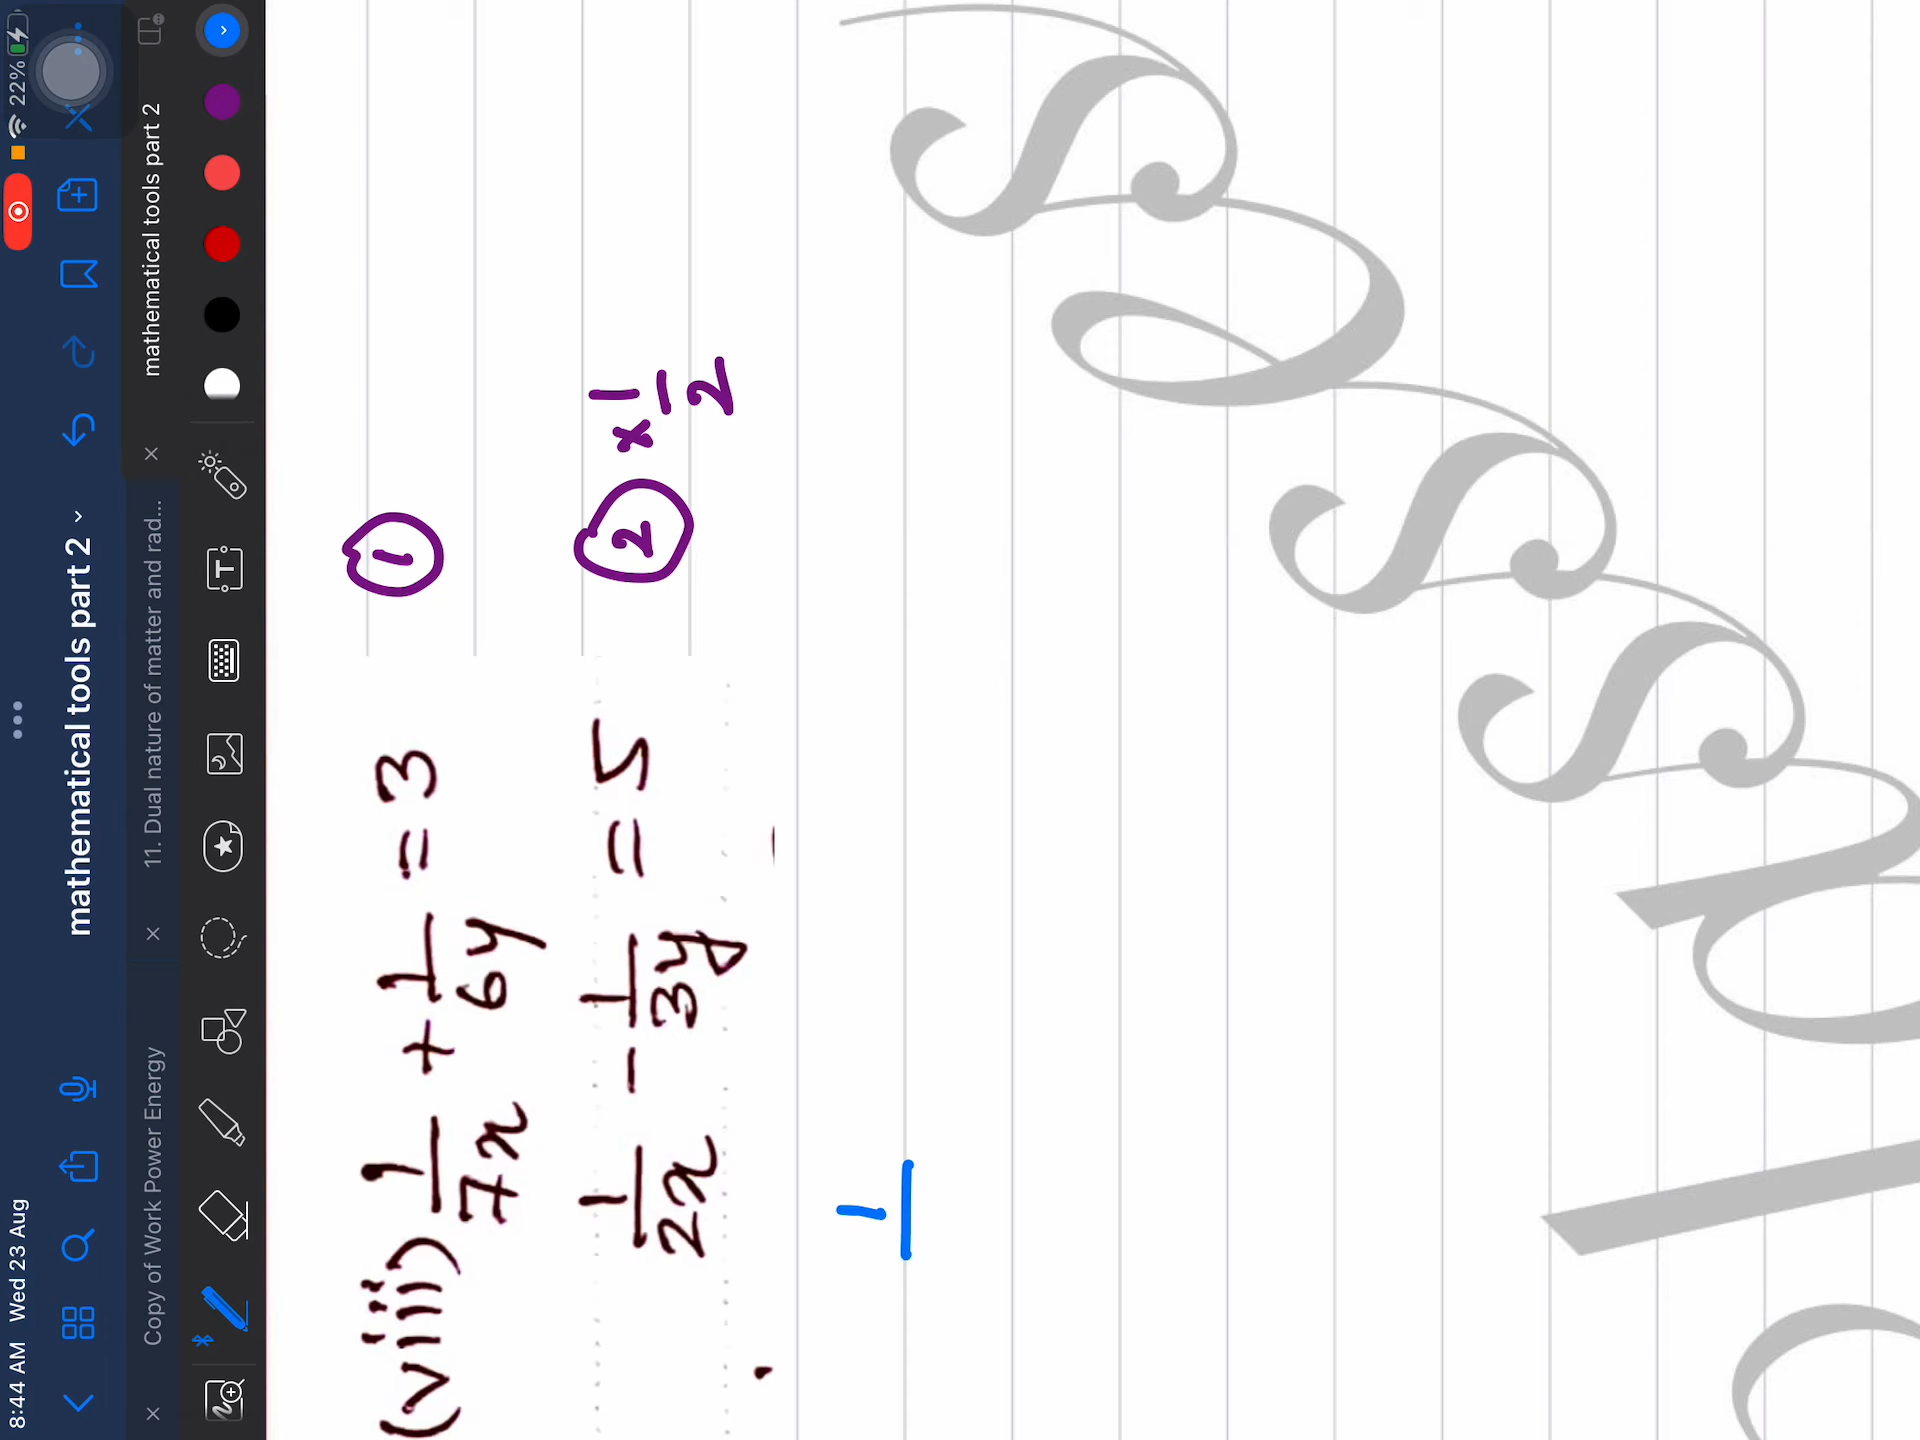 8:44 AM Wed 23 Aug
22%
mathematical tools part 2
Copy of Work Power Energy
11. Dual nature of matter and rad...
mathematical tools part 2
(viii) 1/7x + 1/6y = 3 ①
1/2x - 1/3y = 5 ② × 1/2
1